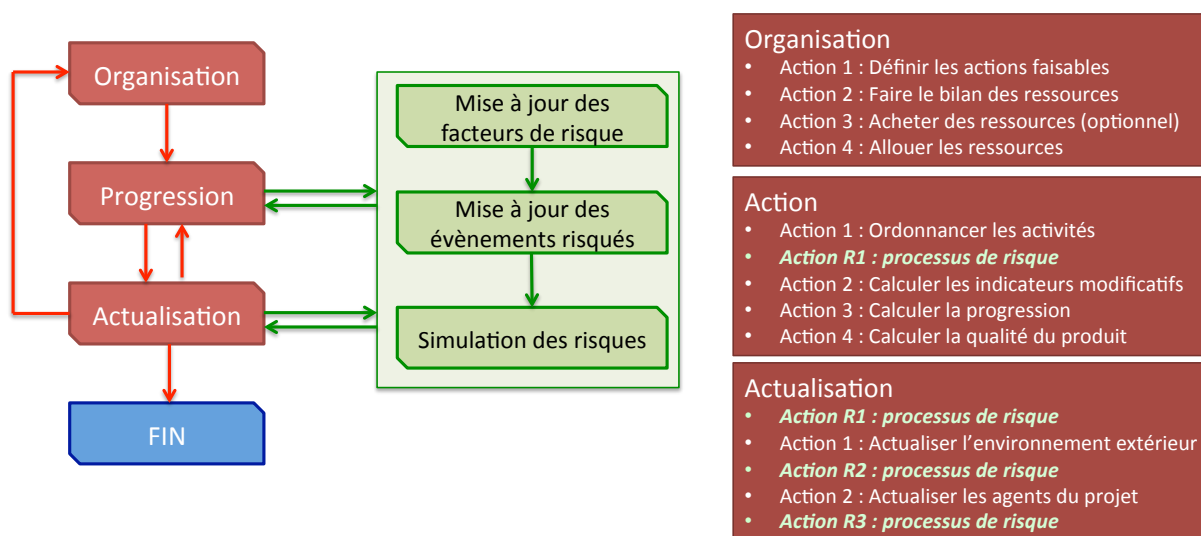 Organisation
Progression
Actualisation
FIN
Mise à jour des
facteurs de risque
Mise à jour des
évènements risqués
Simulation des risques
Organisation
• Action 1 : Définir les actions faisables
• Action 2 : Faire le bilan des ressources
• Action 3 : Acheter des ressources (optionnel)
• Action 4 : Allouer les ressources
Action
• Action 1 : Ordonnancer les activités
• Action R1 : processus de risque
• Action 2 : Calculer les indicateurs modificatifs
• Action 3 : Calculer la progression
• Action 4 : Calculer la qualité du produit
Actualisation
• Action R1 : processus de risque
• Action 1 : Actualiser l’environnement extérieur
• Action R2 : processus de risque
• Action 2 : Actualiser les agents du projet
• Action R3 : processus de risque